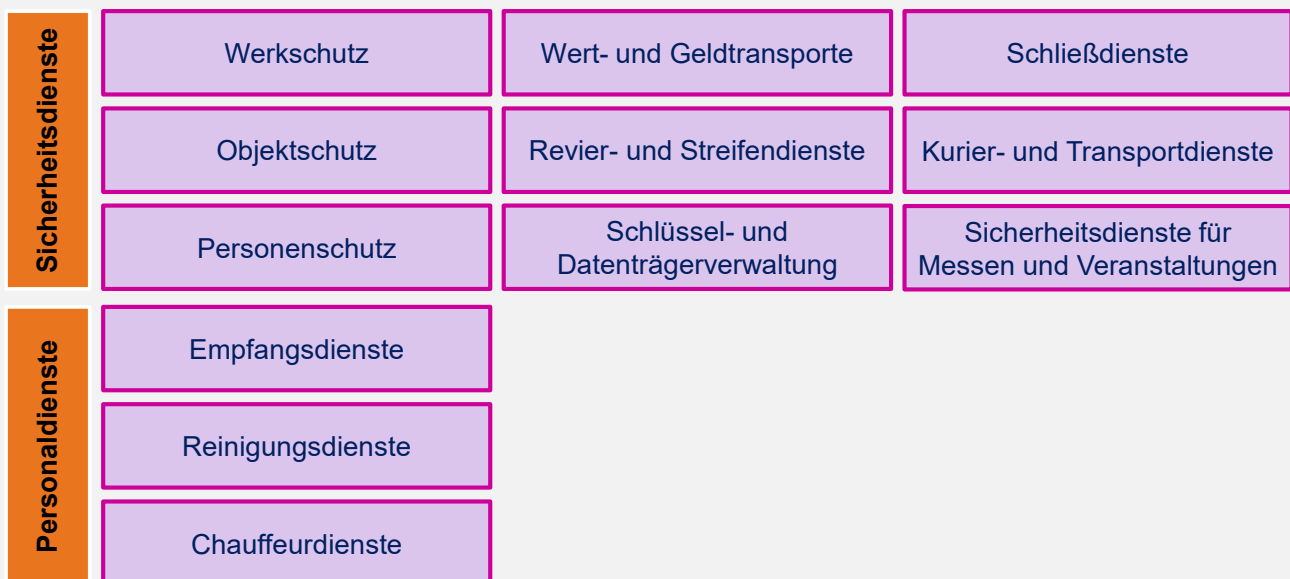 Sicherheitsdienste
Werkschutz
Wert- und Geldtransporte
Schließdienste
Objektschutz
Revier- und Streifendienste
Kurier- und Transportdienste
Personenschutz
Schlüssel- und
Datenträgerverwaltung
Sicherheitsdienste für
Messen und Veranstaltungen
Personaldienste
Empfangsdienste
Reinigungsdienste
Chauffeurdienste